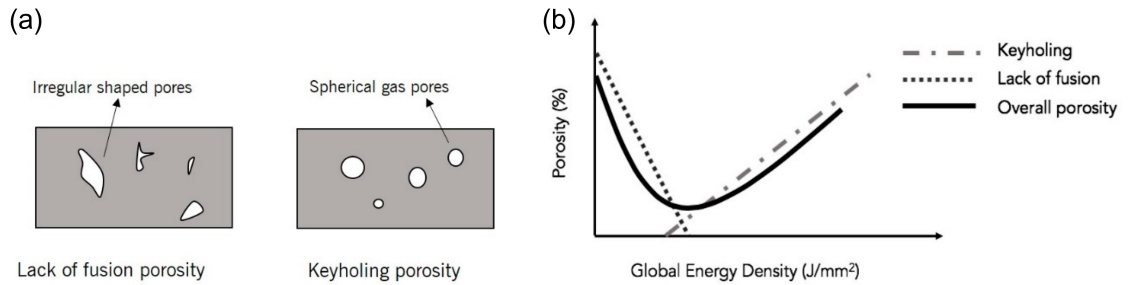 (a)
Irregular shaped pores
Spherical gas pores
Lack of fusion porosity
Keyholing porosity
(b)
Porosity (%)
Global Energy Density (J/mm²)
Keyholing
Lack of fusion
Overall porosity